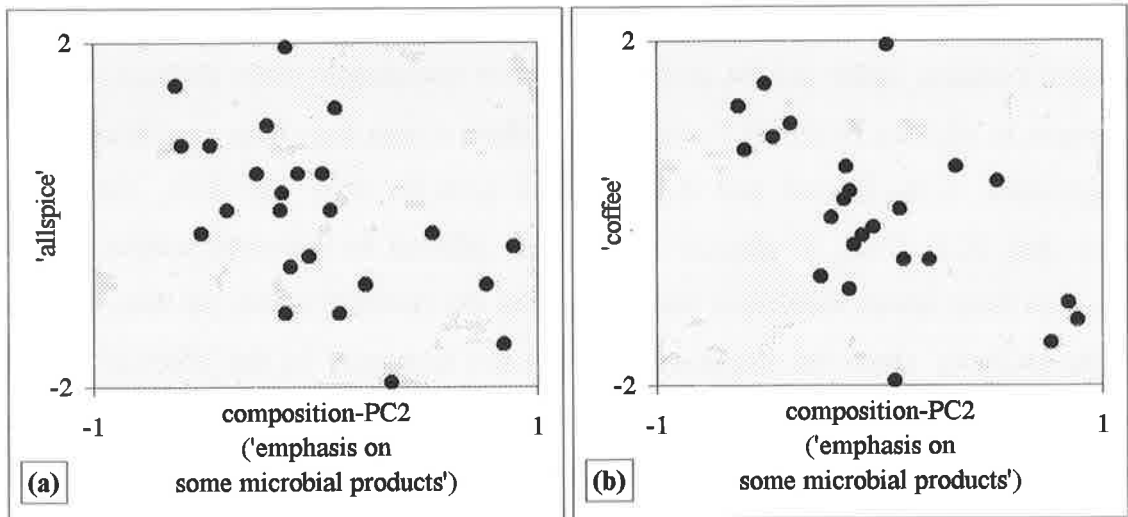 2
'allspice'
-2
-1
composition-PC2
1
('emphasis on
some microbial products')
(a)
2
'coffee'
-2
-1
composition-PC2
1
('emphasis on
some microbial products')
(b)